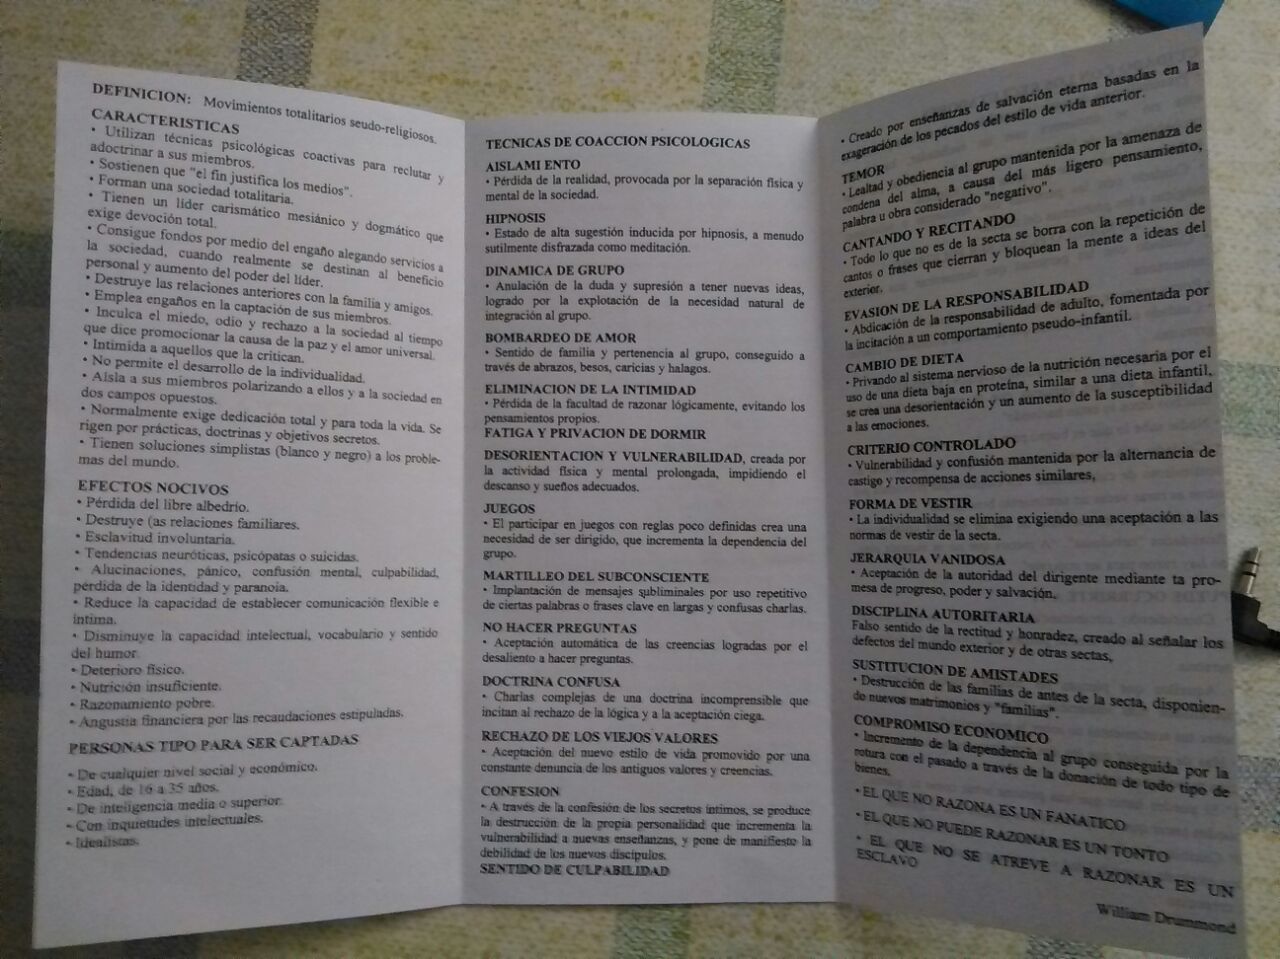 DEFINICION: Movimientos totalitarios seudo-religiosos.
CARACTERISTICAS
• Utilizan técnicas psicológicas coactivas para reclutar y
adoctrinar a sus miembros.
• Sostienen que "el fin justifica los medios".
• Forman una sociedad totalitaria.
• Tienen un líder carismático mesiánico y dogmático que
exige devoción total.
• Consigue fondos por medio del engaño alegando servicios a
la sociedad, cuando realmente se destinan al beneficio
personal y aumento del poder del líder.
• Destruye las relaciones anteriores con la familia y amigos.
• Emplea engaños en la captación de sus miembros.
• Inculca el miedo, odio y rechazo a la sociedad al tiempo
que dice promocionar la causa de la paz y el amor universal.
• Intimida a aquellos que la critican.
• No permite el desarrollo de la individualidad.
• Aísla a sus miembros polarizando a ellos y a la sociedad en
dos campos opuestos.
• Normalmente exige dedicación total y para toda la vida. Se
rigen por prácticas, doctrinas y objetivos secretos.
• Tienen soluciones simplistas (blanco y negro) a los proble-
mas del mundo.
EFECTOS NOCIVOS
• Pérdida del libre albedrío.
• Destruye (as relaciones familiares.
• Esclavitud involuntaria.
• Tendencias neuróticas, psicópatas o suicidas.
• Alucinaciones, pánico, confusión mental, culpabilidad,
perdida de la identidad y paranoia.
• Reduce la capacidad de establecer comunicación flexible e
íntima.
• Disminuye la capacidad intelectual, vocabulario y sentido
del humor.
• Deterioro físico.
• Nutrición insuficiente.
• Razonamiento pobre.
• Angustia financiera por las recaudaciones estipuladas.
PERSONAS TIPO PARA SER CAPTADAS
• De cualquier nivel social y económico.
• Edad, de 16 a 35 años.
• De inteligencia media o superior.
• Con inquietudes intelectuales.
• Idealistas.
TECNICAS DE COACCION PSICOLOGICAS
AISLAMI ENTO
• Pérdida de la realidad, provocada por la separación física y
mental de la sociedad.
HIPNOSIS
• Estado de alta sugestión inducida por hipnosis, a menudo
sutilmente disfrazada como meditación.
DINAMICA DE GRUPO
• Anulación de la duda y supresión a tener nuevas ideas,
logrado por la explotación de la necesidad natural de
integración al grupo.
BOMBARDEO DE AMOR
• Sentido de familia y pertenencia al grupo, conseguido a
través de abrazos, besos, caricias y halagos.
ELIMINACION DE LA INTIMIDAD
• Pérdida de la facultad de razonar lógicamente, evitando los
pensamientos propios.
FATIGA Y PRIVACION DE DORMIR
DESORIENTACION Y VULNERABILIDAD, creada por
la actividad física y mental prolongada, impidiendo el
descanso y sueños adecuados.
JUEGOS
• El participar en juegos con reglas poco definidas crea una
necesidad de ser dirigido, que incrementa la dependencia del
grupo.
MARTILLEO DEL SUBCONSCIENTE
• Implantación de mensajes subliminales por uso repetitivo
de ciertas palabras o frases clave en largas y confusas charlas.
NO HACER PREGUNTAS
• Aceptación automática de las creencias logradas por el
desaliento a hacer preguntas.
DOCTRINA CONFUSA
• Charlas complejas de una doctrina incomprensible que
incitan al rechazo de la lógica y a la aceptación ciega.
RECHAZO DE LOS VIEJOS VALORES
• Aceptación del nuevo estilo de vida promovido por una
constante denuncia de los antiguos valores y creencias.
CONFESION
• A través de la confesión de los secretos íntimos, se produce
la destrucción de la propia personalidad que incrementa la
vulnerabilidad a nuevas enseñanzas, y pone de manifiesto la
debilidad de los nuevos discípulos.
SENTIDO DE CULPABILIDAD
• Creado por enseñanzas de salvación eterna basadas en la
exageración de los pecados del estilo de vida anterior.
TEMOR
• Lealtad y obediencia al grupo mantenida por la amenaza de
condena del alma, a causa del más ligero pensamiento,
palabra u obra considerado "negativo".
CANTANDO Y RECITANDO
• Todo lo que no es de la secta se borra con la repetición de
cantos o frases que cierran y bloquean la mente a ideas del
exterior.
EVASION DE LA RESPONSABILIDAD
• Abdicación de la responsabilidad de adulto, fomentada por
la incitación a un comportamiento pseudo-infantil.
CAMBIO DE DIETA
• Privando al sistema nervioso de la nutrición necesaria por el
uso de una dieta baja en proteína, similar a una dieta infantil,
se crea una desorientación y un aumento de la susceptibilidad
a las emociones.
CRITERIO CONTROLADO
• Vulnerabilidad y confusión mantenida por la alternancia de
castigo y recompensa de acciones similares,
FORMA DE VESTIR
• La individualidad se elimina exigiendo una aceptación a las
normas de vestir de la secta.
JERARQUIA VANIDOSA
• Aceptación de la autoridad del dirigente mediante ta pro-
mesa de progreso, poder y salvación.
DISCIPLINA AUTORITARIA
Falso sentido de la rectitud y honradez, creado al señalar los
defectos del mundo exterior y de otras sectas,
SUSTITUCION DE AMISTADES
• Destrucción de las familias de antes de la secta, disponien-
do nuevos matrimonios y "familias".
COMPROMISO ECONOMICO
• Incremento de la dependencia al grupo conseguida por la
rotura con el pasado a través de la donación de todo tipo de
bienes.
• EL QUE NO RAZONA ES UN FANATICO
• EL QUE NO PUEDE RAZONAR ES UN TONTO
• EL QUE NO SE ATREVE A RAZONAR ES UN
ESCLAVO
William Drummond